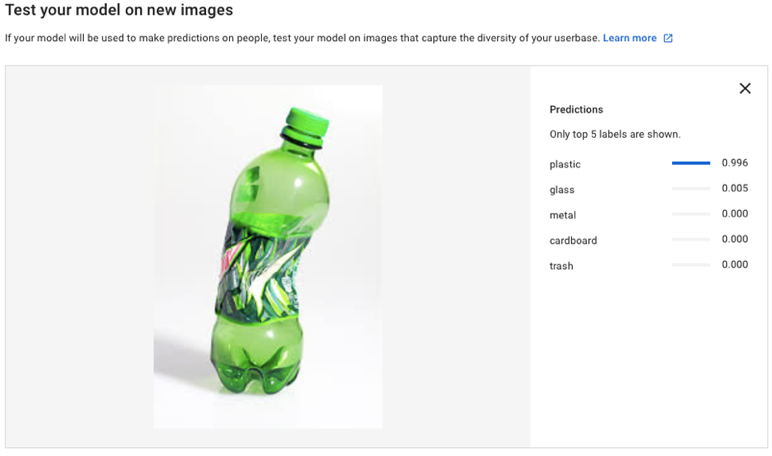 Test your model on new images
If your model will be used to make predictions on people, test your model on images that capture the diversity of your userbase. Learn more
Predictions
Only top 5 labels are shown.
plastic 0.996
glass 0.005
metal 0.000
cardboard 0.000
trash 0.000